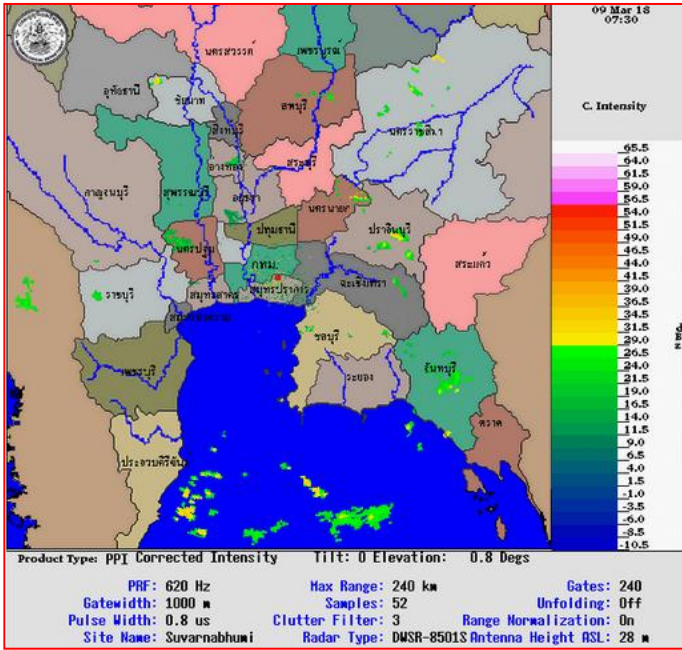 09 Mar 18
07:30
C. Intensity
นครสวรรค์
เพชรบูรณ์
อุทัยธานี
ชัยนาท
ลพบุรี
สิงห์บุรี
นครราชสีมา
อ่างทอง
สระบุรี
กาญจนบุรี
สุพรรณบุรี
อยุธยา
นครนายก
ปทุมธานี
ปราจีนบุรี
นครปฐม
กทม.
สระแก้ว
ราชบุรี
สมุทรสาคร
สมุทรปราการ
ฉะเชิงเทรา
ชลบุรี
เพชรบุรี
ระยอง
จันทบุรี
ตราด
65.5
64.0
61.5
59.0
56.5
54.0
51.5
49.0
46.5
44.0
41.5
39.0
36.5
34.0
31.5
29.0
26.5
24.0
21.5
19.0
16.5
14.0
11.5
9.0
6.5
4.0
1.5
-1.0
-3.5
-6.0
-8.5
-10.5
Product Type: PPI Corrected Intensity Tilt: 0 Elevation: 0.8 Degs
PRF: 620 Hz Max Range: 240 km Gates: 240
Gatewidth: 1000 m Samples: 52 Unfolding: Off
Pulse Width: 0.8 us Clutter Filter: 3 Range Normalization: On
Site Name: Suvarnabhumi Radar Type: DWSR-8501S Antenna Height ASL: 28 m